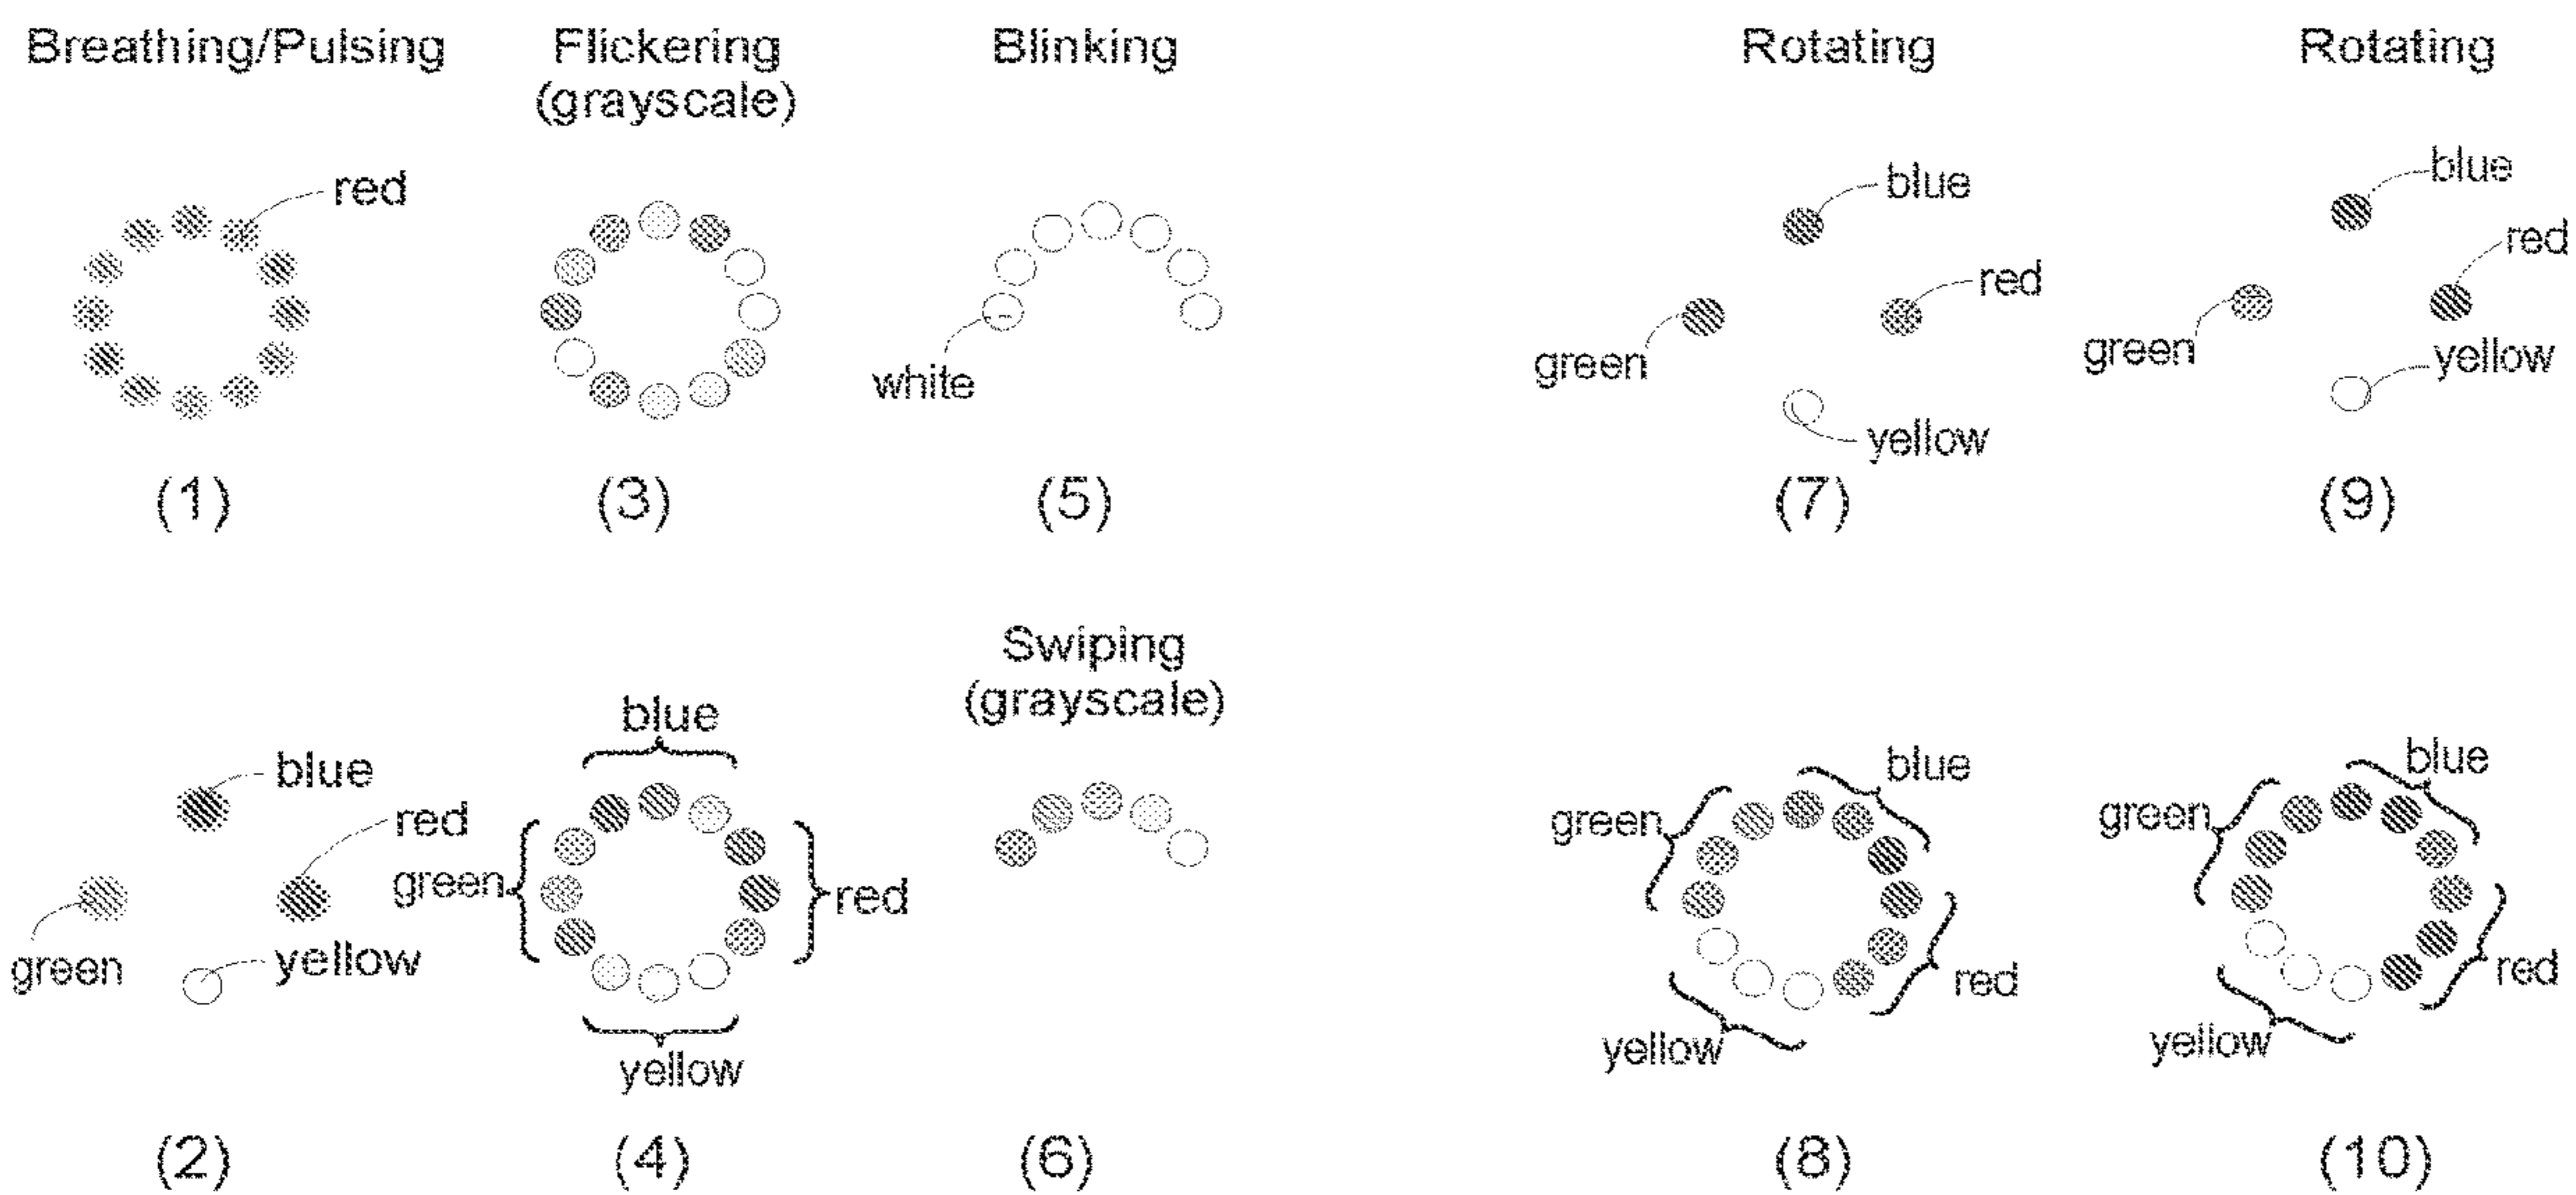 Breathing/Pulsing
Flickering
(grayscale)
Blinking
Rotating
Rotating
red
white
blue
red
green
yellow
blue
red
green
yellow
(1)
(3)
(5)
(7)
(9)
blue
red
green
yellow
blue
green
red
yellow
Swiping
(grayscale)
blue
green
red
yellow
blue
green
red
yellow
(2)
(4)
(6)
(8)
(10)